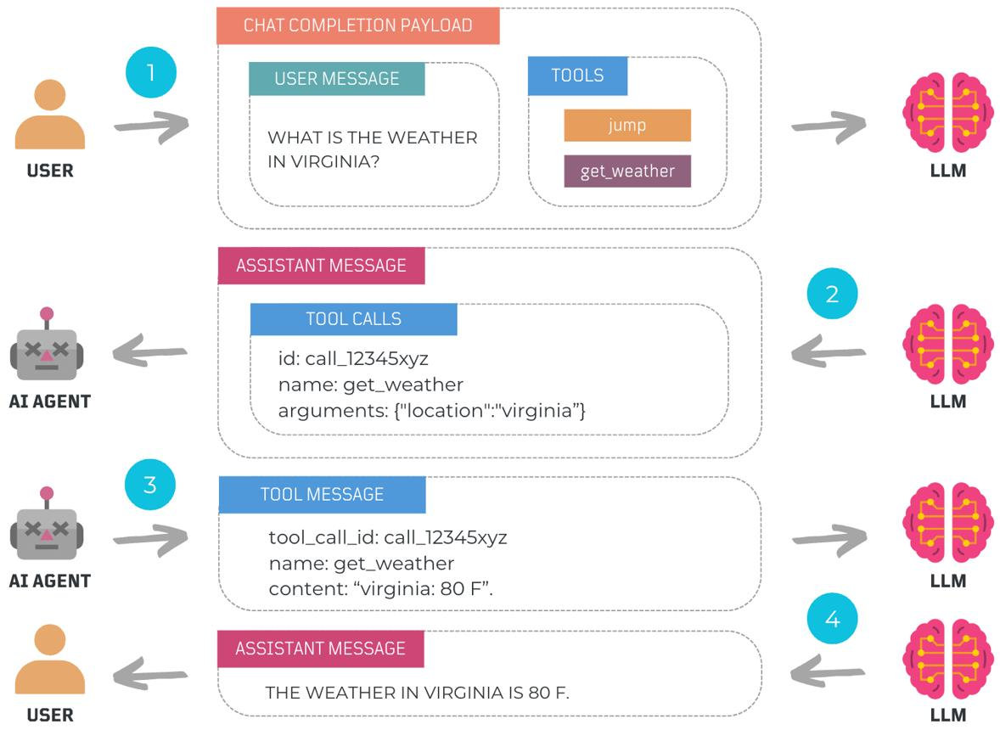 CHAT COMPLETION PAYLOAD
1
USER MESSAGE
TOOLS
WHAT IS THE WEATHER
IN VIRGINIA?
jump
get_weather
USER
LLM
ASSISTANT MESSAGE
2
TOOL CALLS
id: call_12345xyz
name: get_weather
arguments: {"location":"virginia”}
AI AGENT
LLM
3
TOOL MESSAGE
tool_call_id: call_12345xyz
name: get_weather
content: “virginia: 80 F”.
AI AGENT
LLM
4
ASSISTANT MESSAGE
THE WEATHER IN VIRGINIA IS 80 F.
USER
LLM